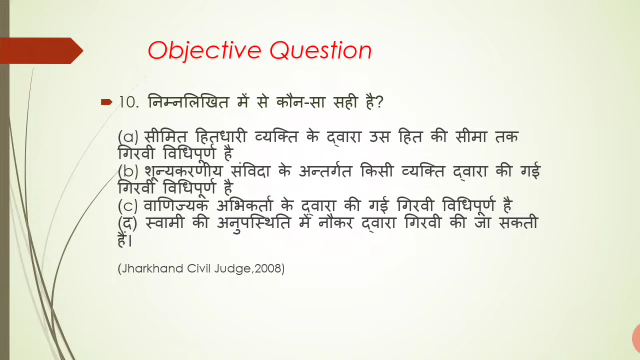 Objective Question
10. निम्नलिखित में से कौन-सा सही है?
(a) सीमित हितधारी व्यक्ति के द्वारा उस हित की सीमा तक
गिरवी विधिपूर्ण है
(b) शून्यकरणीय संविदा के अन्तर्गत किसी व्यक्ति द्वारा की गई
गिरवी विधिपूर्ण है
(c) वाणिज्यक अभिकर्ता के द्वारा की गई गिरवी विधिपूर्ण है
(द) स्वामी की अनुपस्थिति में नौकर द्वारा गिरवी की जा सकती
है।
(Jharkhand Civil Judge,2008)